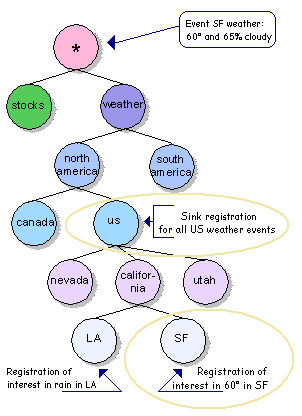 Event SF weather:
60° and 65% cloudy
*
stocks
weather
north
america
south
america
canada
us
Sink registration
for all US weather events
nevada
califor-
nia
utah
LA
SF
Registration of
interest in rain in LA
Registration of
interest in 60° in SF